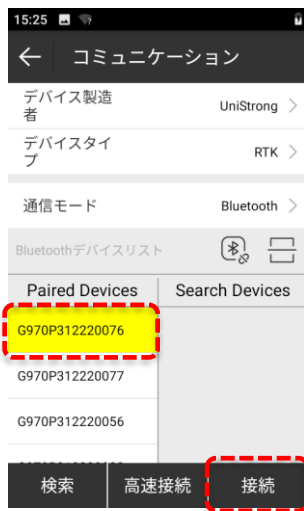 15:25
コミュニケーション
デバイス製造
者
UniStrong
デバイスタイ
プ
RTK
通信モード
Bluetooth
Bluetoothデバイスリスト
Paired Devices
Search Devices
G970P312220076
G970P312220077
G970P312220056
検索
高速接続
接続